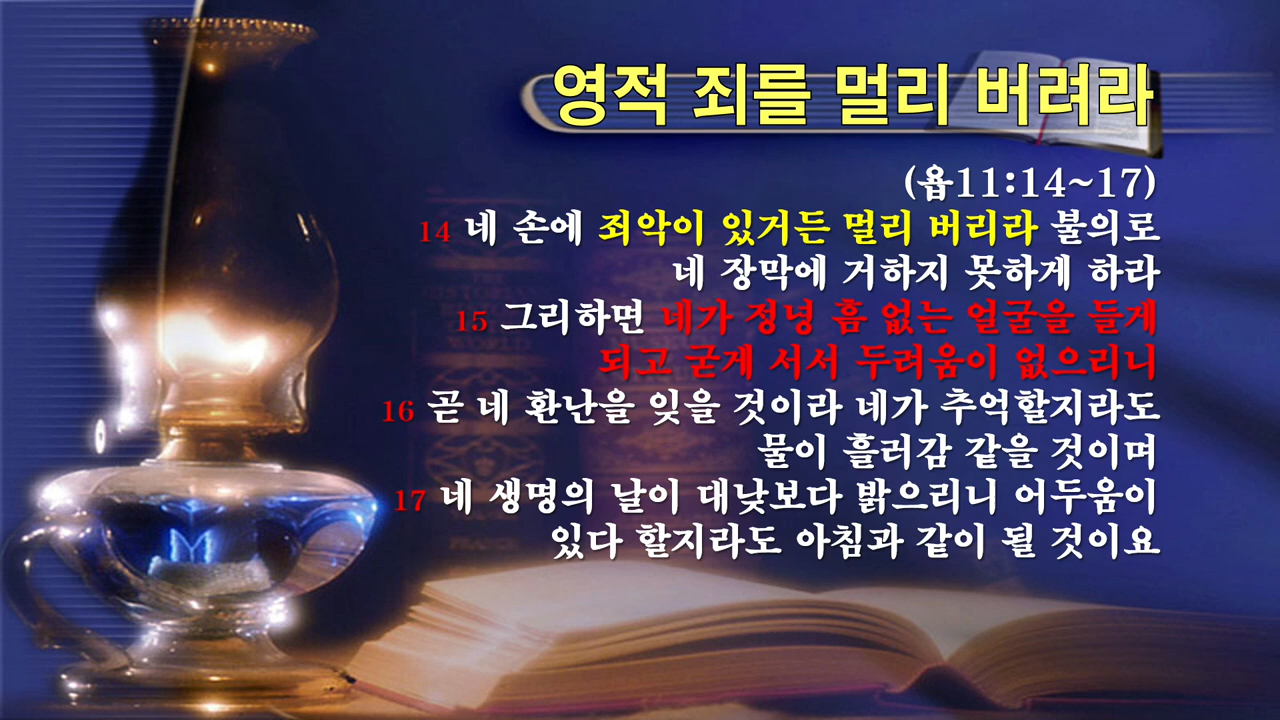 영적 죄를 멀리 버려라
(욥11:14~17)
14 네 손에 죄악이 있거든 멀리 버리라 불의로
네 장막에 거하지 못하게 하라
15 그리하면 네가 정녕 흠 없는 얼굴을 들게
되고 굳게 서서 두려움이 없으리니
16 곧 네 환난을 잊을 것이라 네가 추억할지라도
물이 흘러감 같을 것이며
17 네 생명의 날이 대낮보다 밝으리니 어두움이
있다 할지라도 아침과 같이 될 것이요